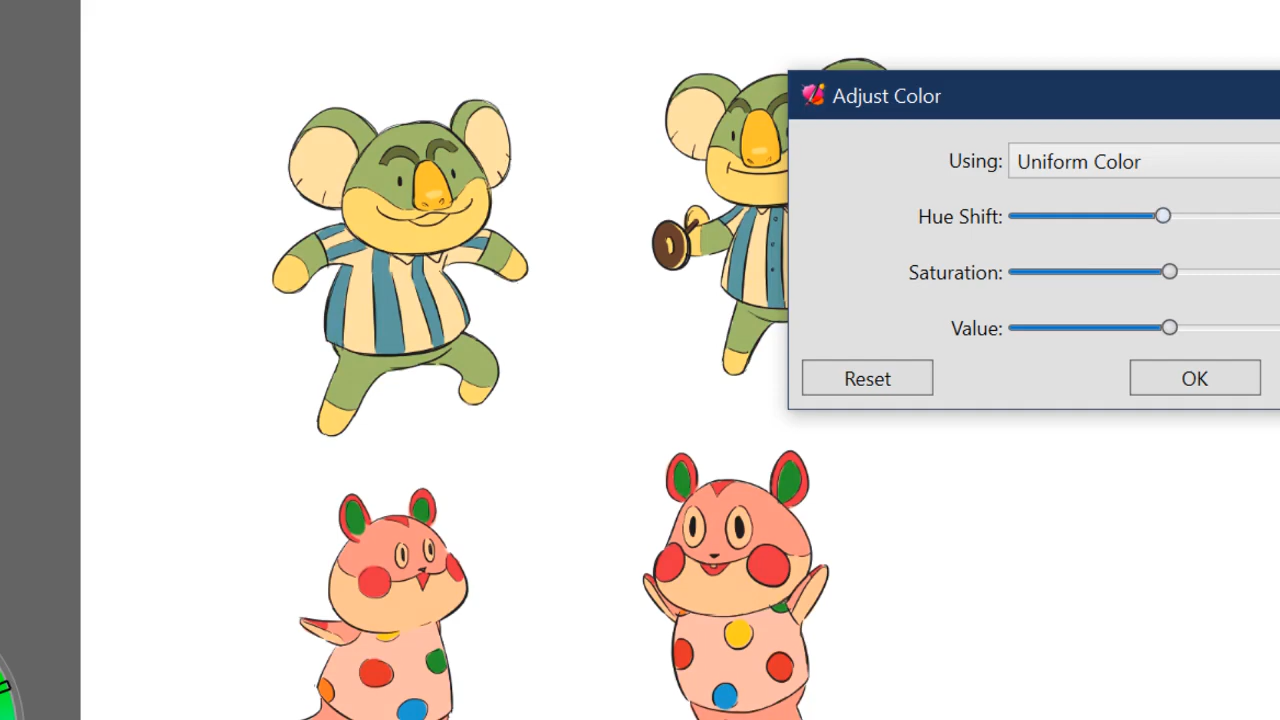 Adjust Color
Using: Uniform Color
Hue Shift:
Saturation:
Value:
Reset OK